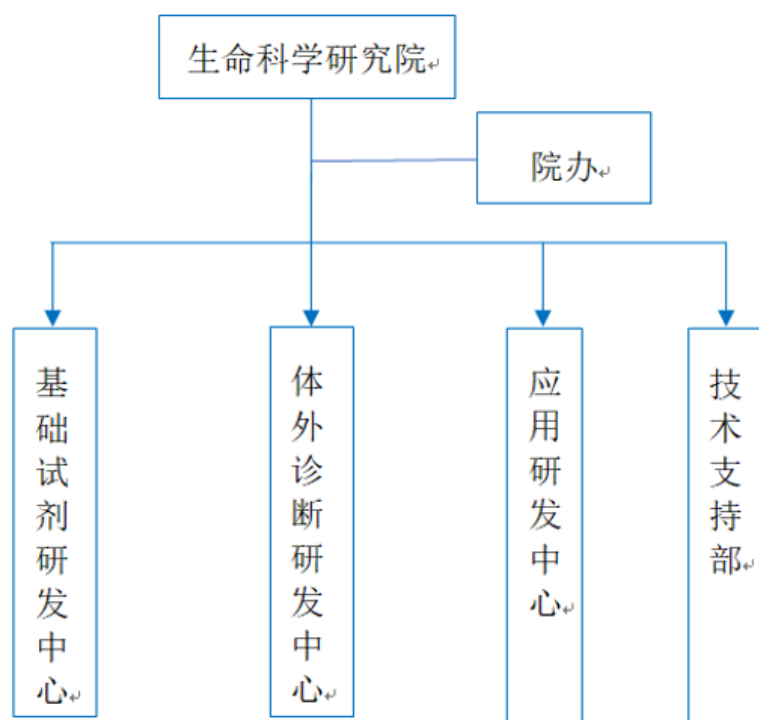 生命科学研究院
院办
基础试剂研发中心
体外诊断研发中心
应用研发中心
技术支持部